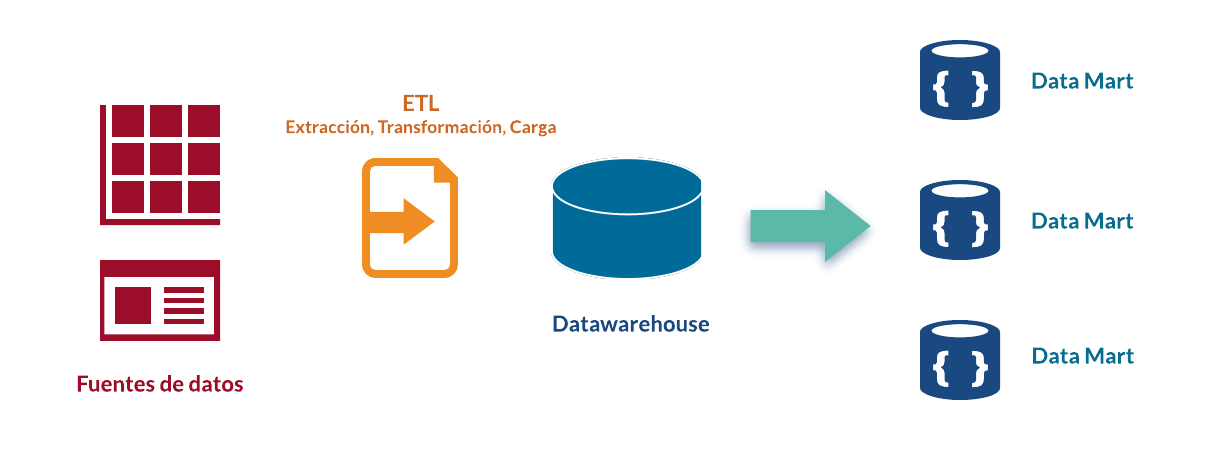 ETL
Extracción, Transformación, Carga
Fuentes de datos
Datawarehouse
{ }
Data Mart
{ }
Data Mart
{ }
Data Mart